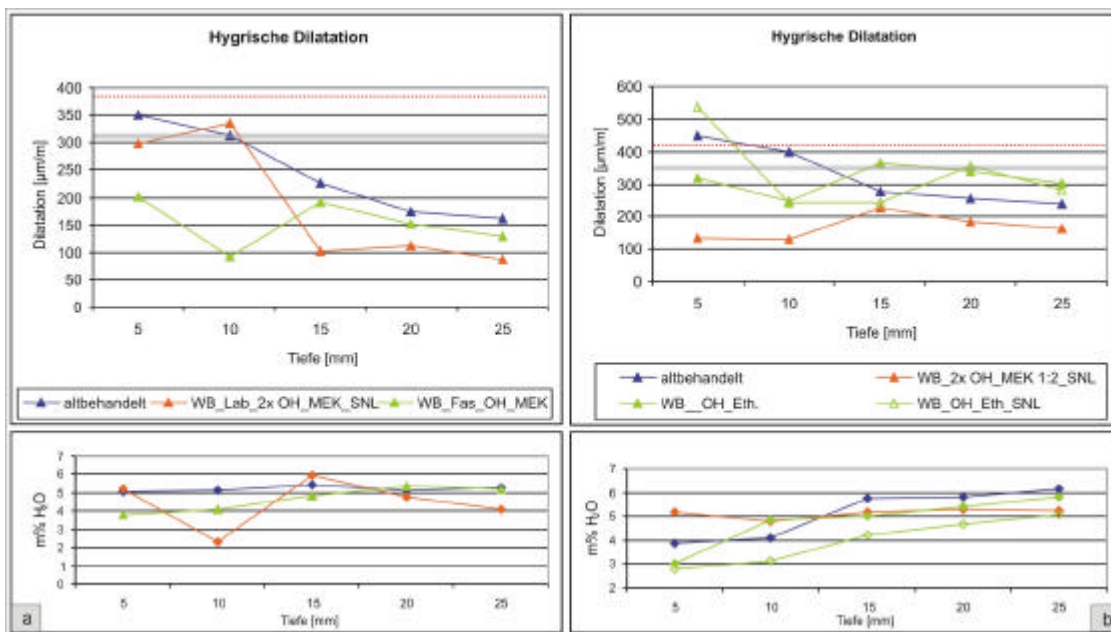 Hygrische Dilatation
Dilatation [µm/m]
400
350
300
250
200
150
100
50
0
5 10 15 20 25
Tiefe [mm]
altbehandelt WB_Lab_2x OH_MEK_SNL WB_Fas_OH_MEK
m% H2O
7
6
5
4
3
2
1
0
5 10 15 20 25
Tiefe [mm]
a
Hygrische Dilatation
Dilatation [µm/m]
600
500
400
300
200
100
0
5 10 15 20 25
Tiefe [mm]
altbehandelt WB_2x OH_MEK 1:2_SNL
WB__OH_Eth. WB_OH_Eth_SNL
m% H2O
7
6
5
4
3
2
5 10 15 20 25
Tiefe [mm]
b